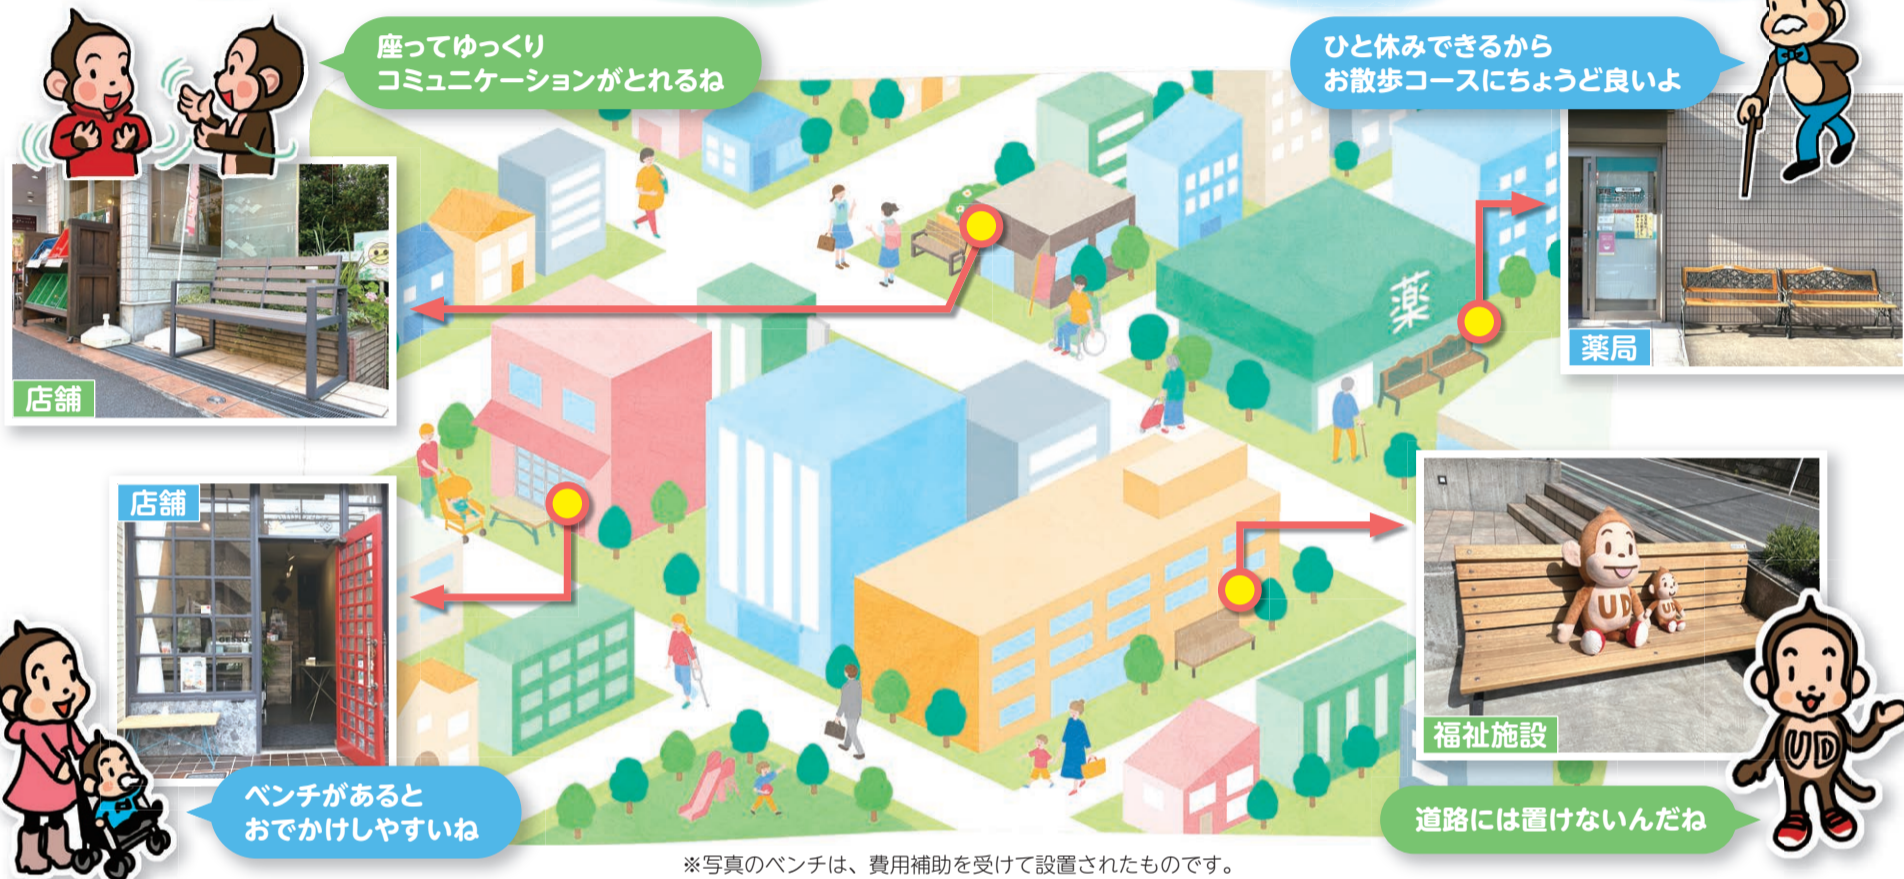 座ってゆっくり
コミュニケーションがとれるね
ひと休みできるから
お散歩コースにちょうど良いよ
店舗
薬
薬局
店舗
UD
UD
UD
福祉施設
ベンチがあると
おでかけしやすいね
道路には置けないんだね
※写真のベンチは、費用補助を受けて設置されたものです。